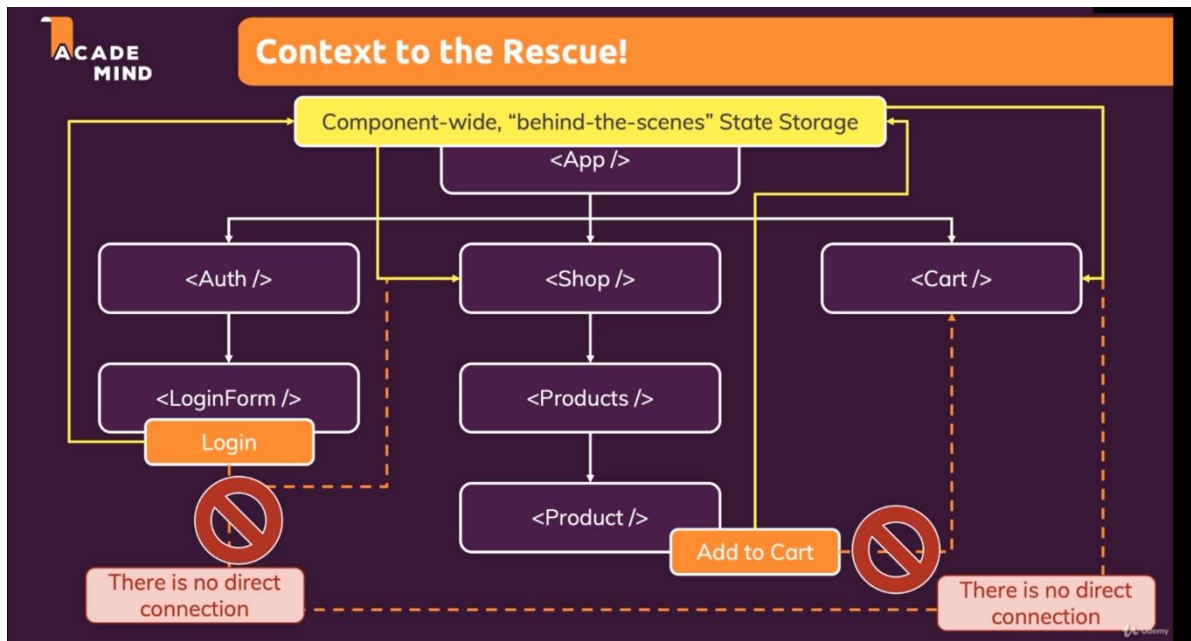 ACADE
MIND
Context to the Rescue!
Component-wide, “behind-the-scenes” State Storage
<App />
<Auth />
<Shop />
<Cart />
<LoginForm />
<Products />
Login
<Product />
Add to Cart
There is no direct
connection
There is no direct
connection
Udemy